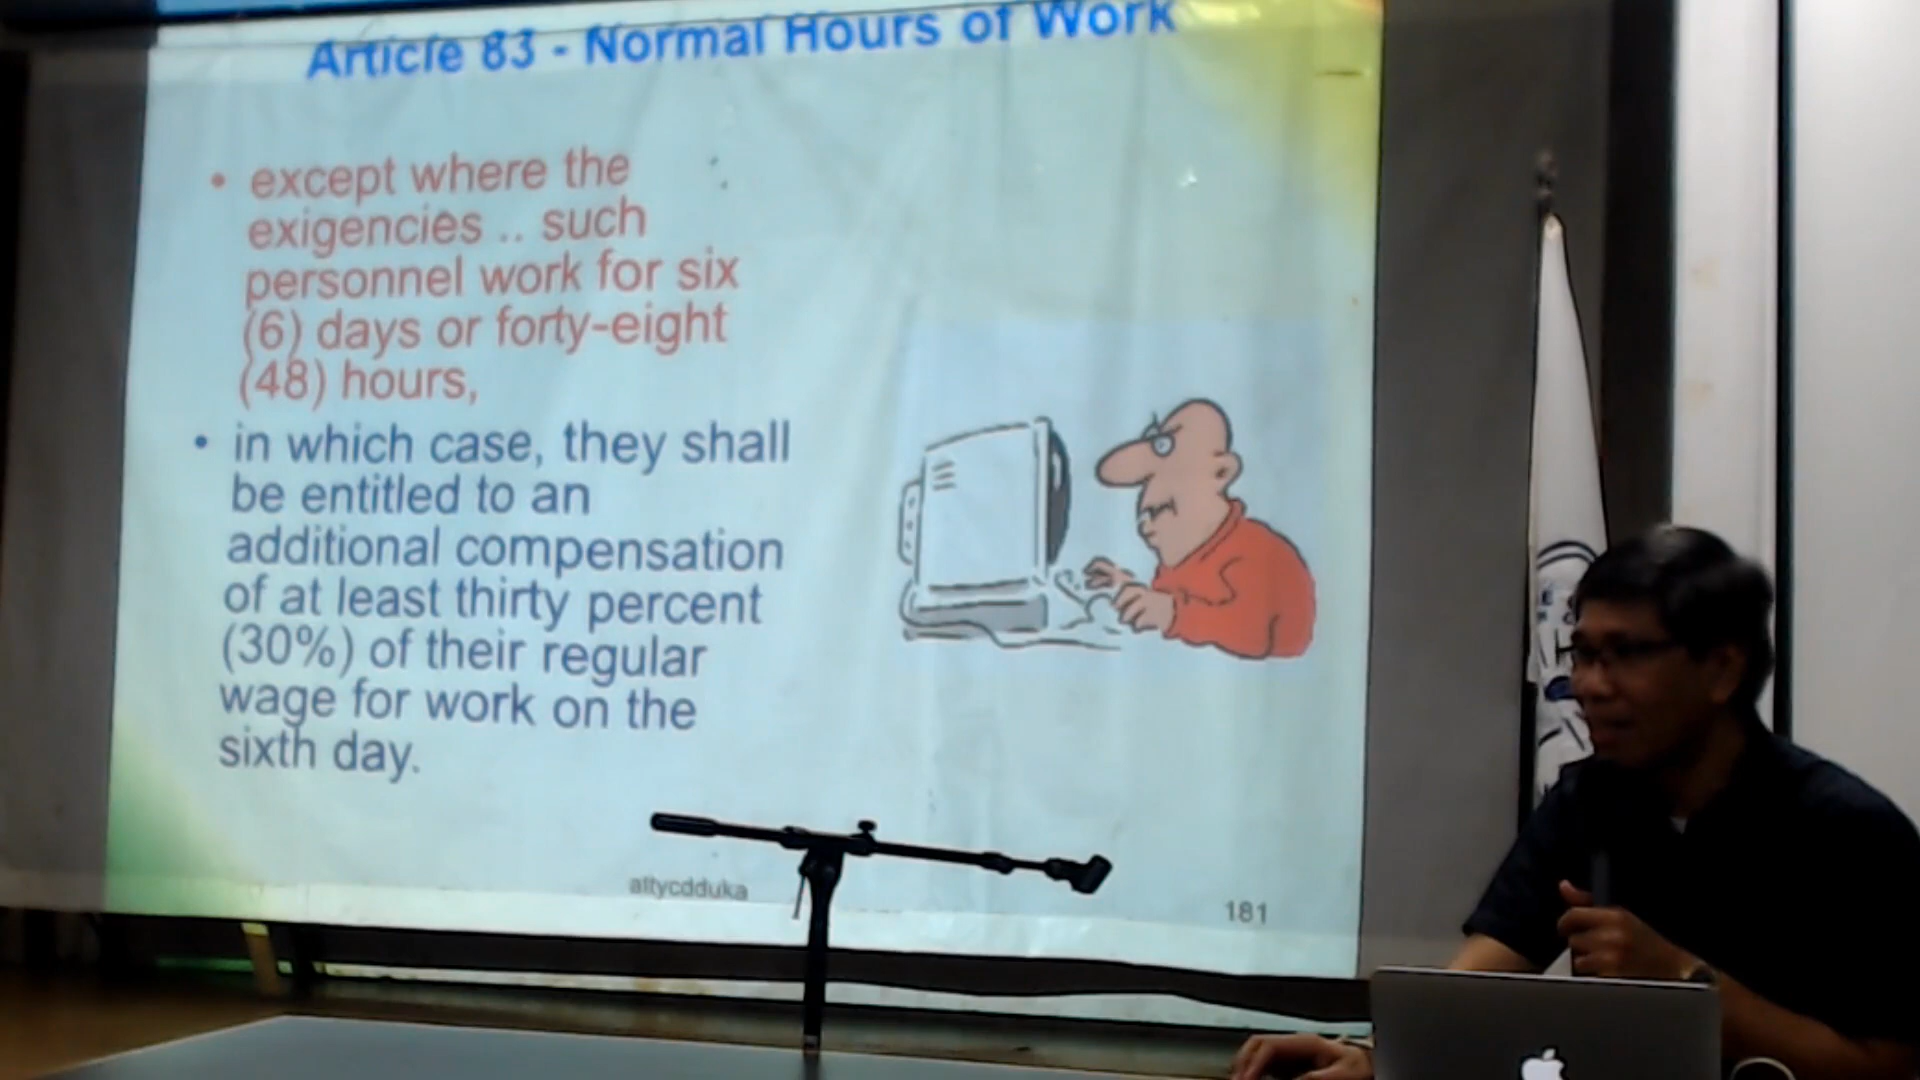 Article 83 - Normal Hours of Work
• except where the
exigencies .. such
personnel work for six
(6) days or forty-eight
(48) hours,
• in which case, they shall
be entitled to an
additional compensation
of at least thirty percent
(30%) of their regular
wage for work on the
sixth day.
attycdduka
181